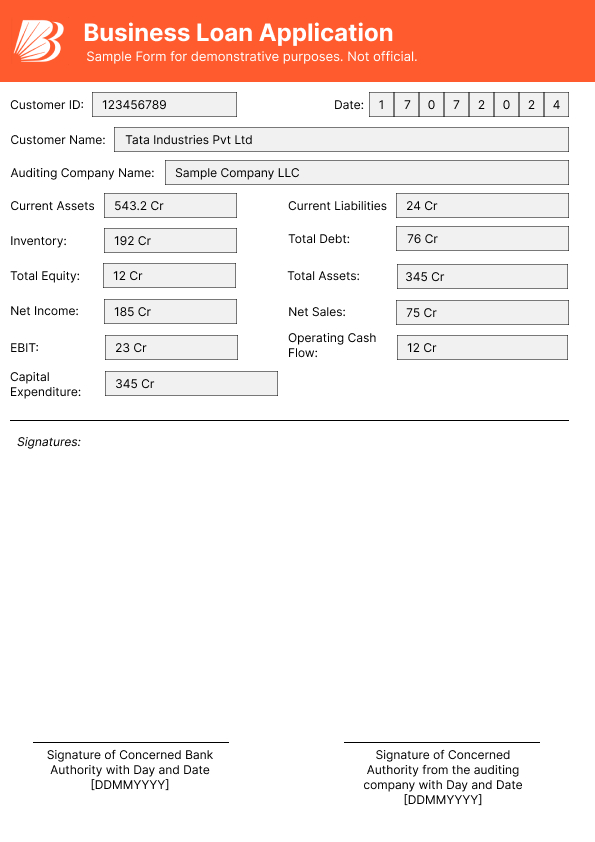 Business Loan Application
Sample Form for demonstrative purposes. Not official.
Customer ID: 123456789 Date: 1 7 0 7 2 0 2 4
Customer Name: Tata Industries Pvt Ltd
Auditing Company Name: Sample Company LLC
Current Assets 543.2 Cr Current Liabilities 24 Cr
Inventory: 192 Cr Total Debt: 76 Cr
Total Equity: 12 Cr Total Assets: 345 Cr
Net Income: 185 Cr Net Sales: 75 Cr
EBIT: 23 Cr Operating Cash
Flow: 12 Cr
Capital
Expenditure: 345 Cr
Signatures:
Signature of Concerned Bank
Authority with Day and Date
[DDMMYYYY]
Signature of Concerned
Authority from the auditing
company with Day and Date
[DDMMYYYY]